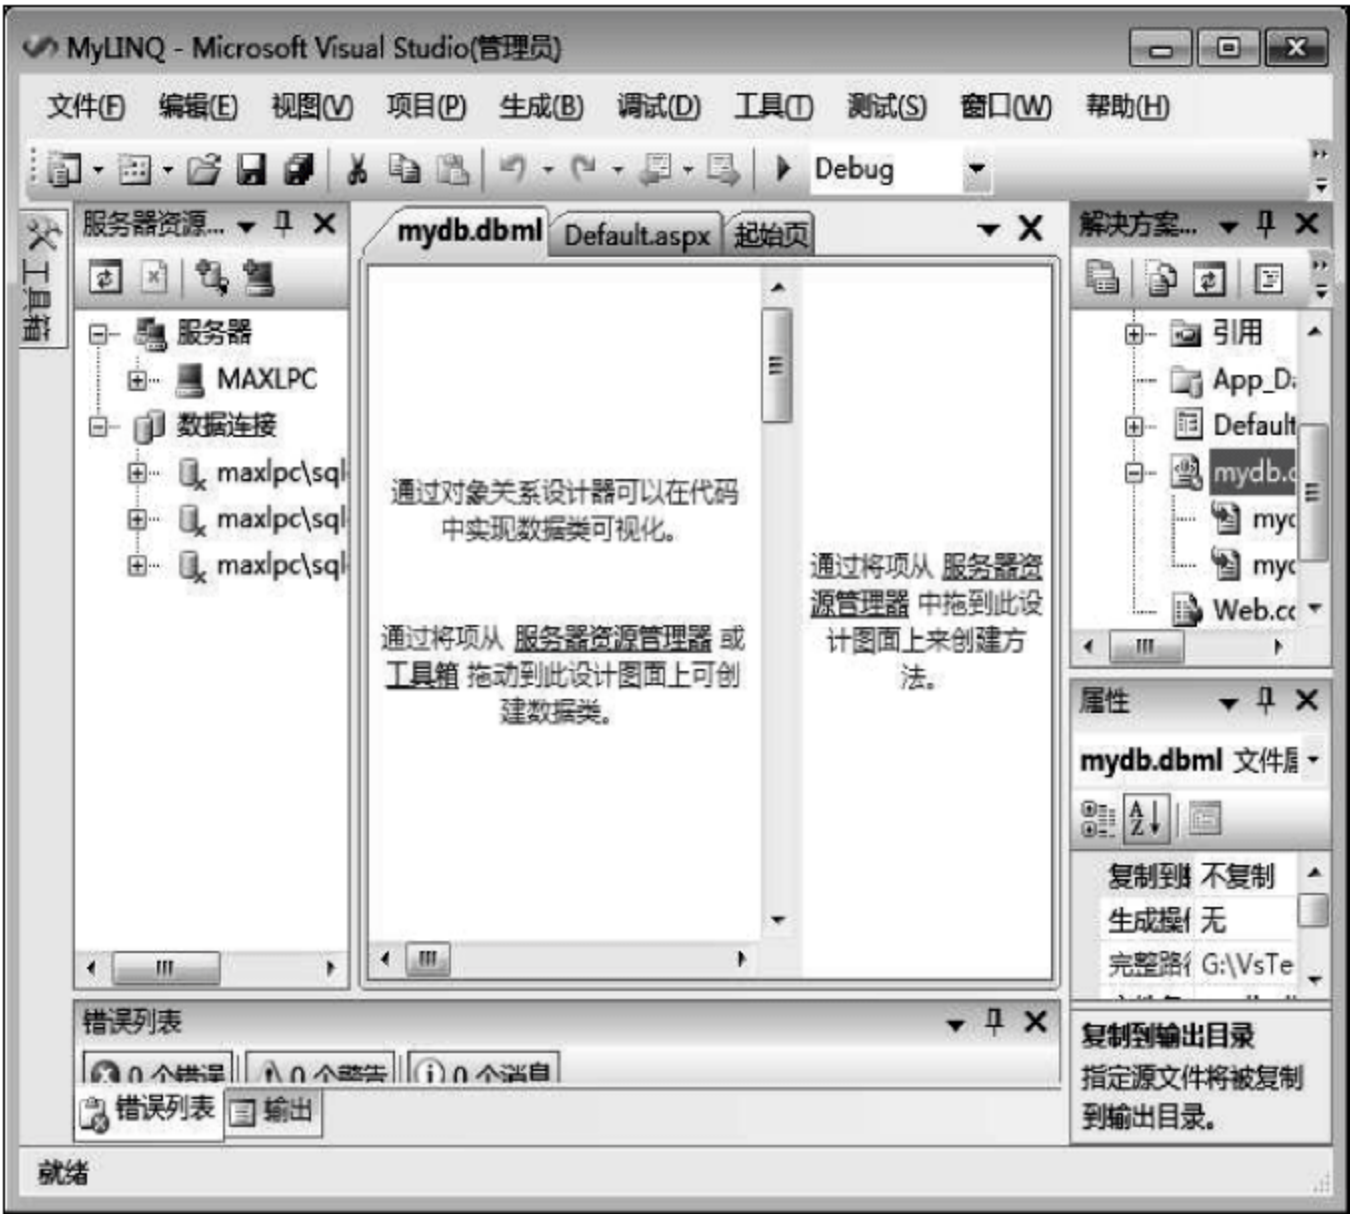 MyLINQ - Microsoft Visual Studio(管理员)
文件(F) 编辑(E) 视图(V) 项目(P) 生成(B) 调试(D) 工具(T) 测试(S) 窗口(W) 帮助(H)
Debug
工具箱
服务器资源...
服务器
MAXLPC
数据连接
maxlpc\sql
maxlpc\sql
maxlpc\sql
mydb.dbml Default.aspx 起始页
通过对象关系设计器可以在代码
中实现数据类可视化。
通过将项从 服务器资源管理器 或
工具箱 拖动到此设计图面上可创
建数据类。
通过将项从 服务器资
源管理器 中拖到此设
计图面上来创建方
法。
解决方案...
引用
App_Da
Default
mydb.d
myd
myd
Web.co
属性
mydb.dbml 文件属
复制到输 不复制
生成操作 无
完整路径 G:\VsTe
复制到输出目录
指定源文件将被复制
到输出目录。
错误列表
0 个错误 0 个警告 0 个消息
错误列表 输出
就绪